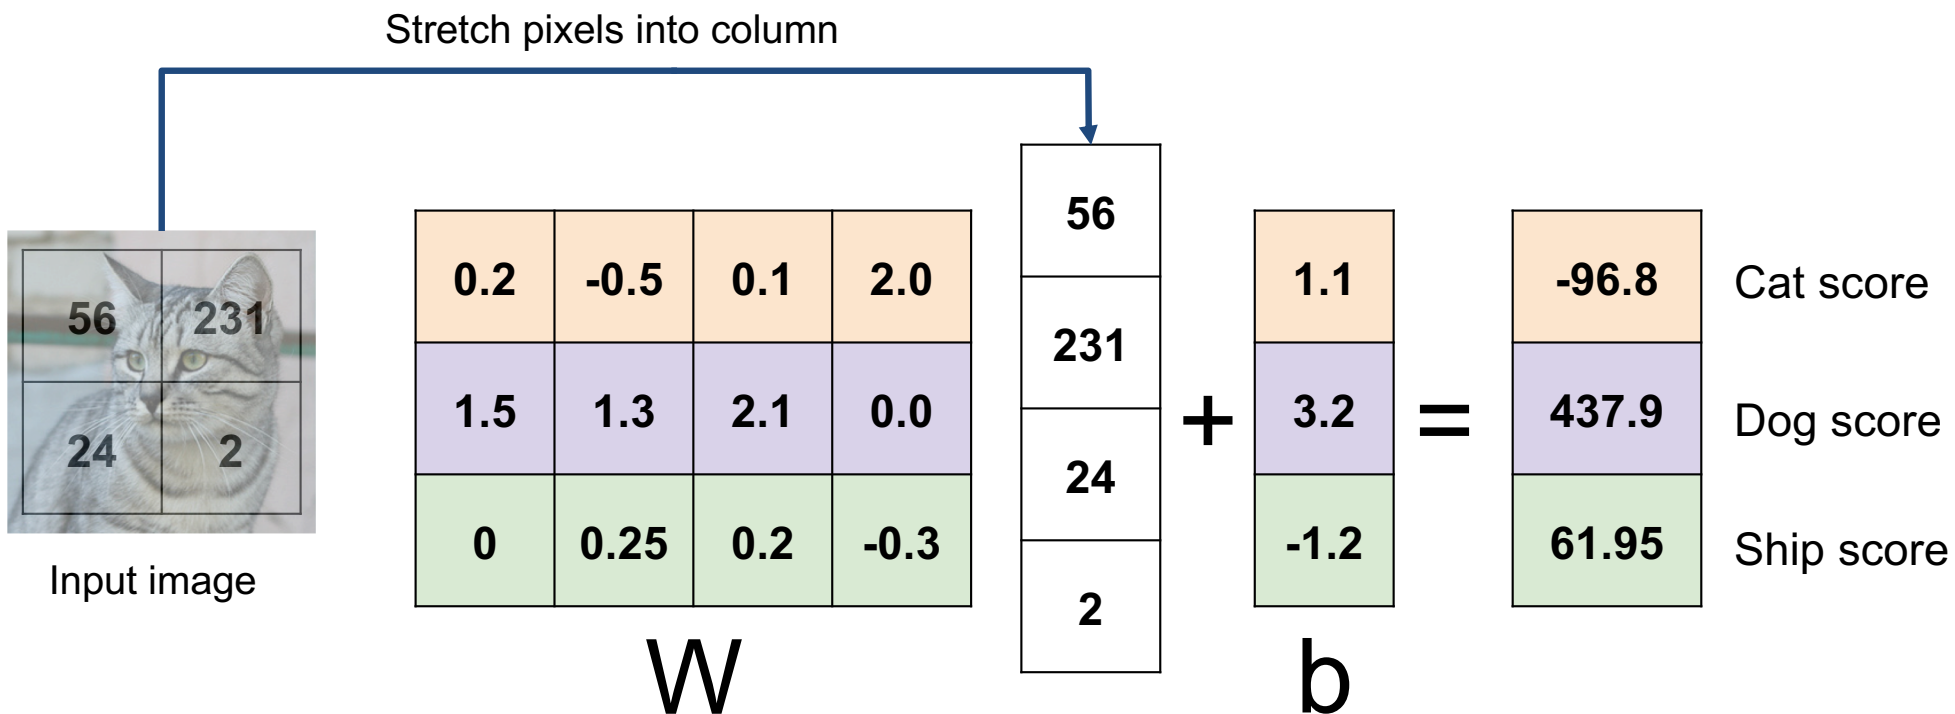 Stretch pixels into column
56 231
24 2
Input image
0.2 -0.5 0.1 2.0
1.5 1.3 2.1 0.0
0 0.25 0.2 -0.3
W
56
231
24
2
+
1.1
3.2
-1.2
b
=
-96.8 Cat score
437.9 Dog score
61.95 Ship score